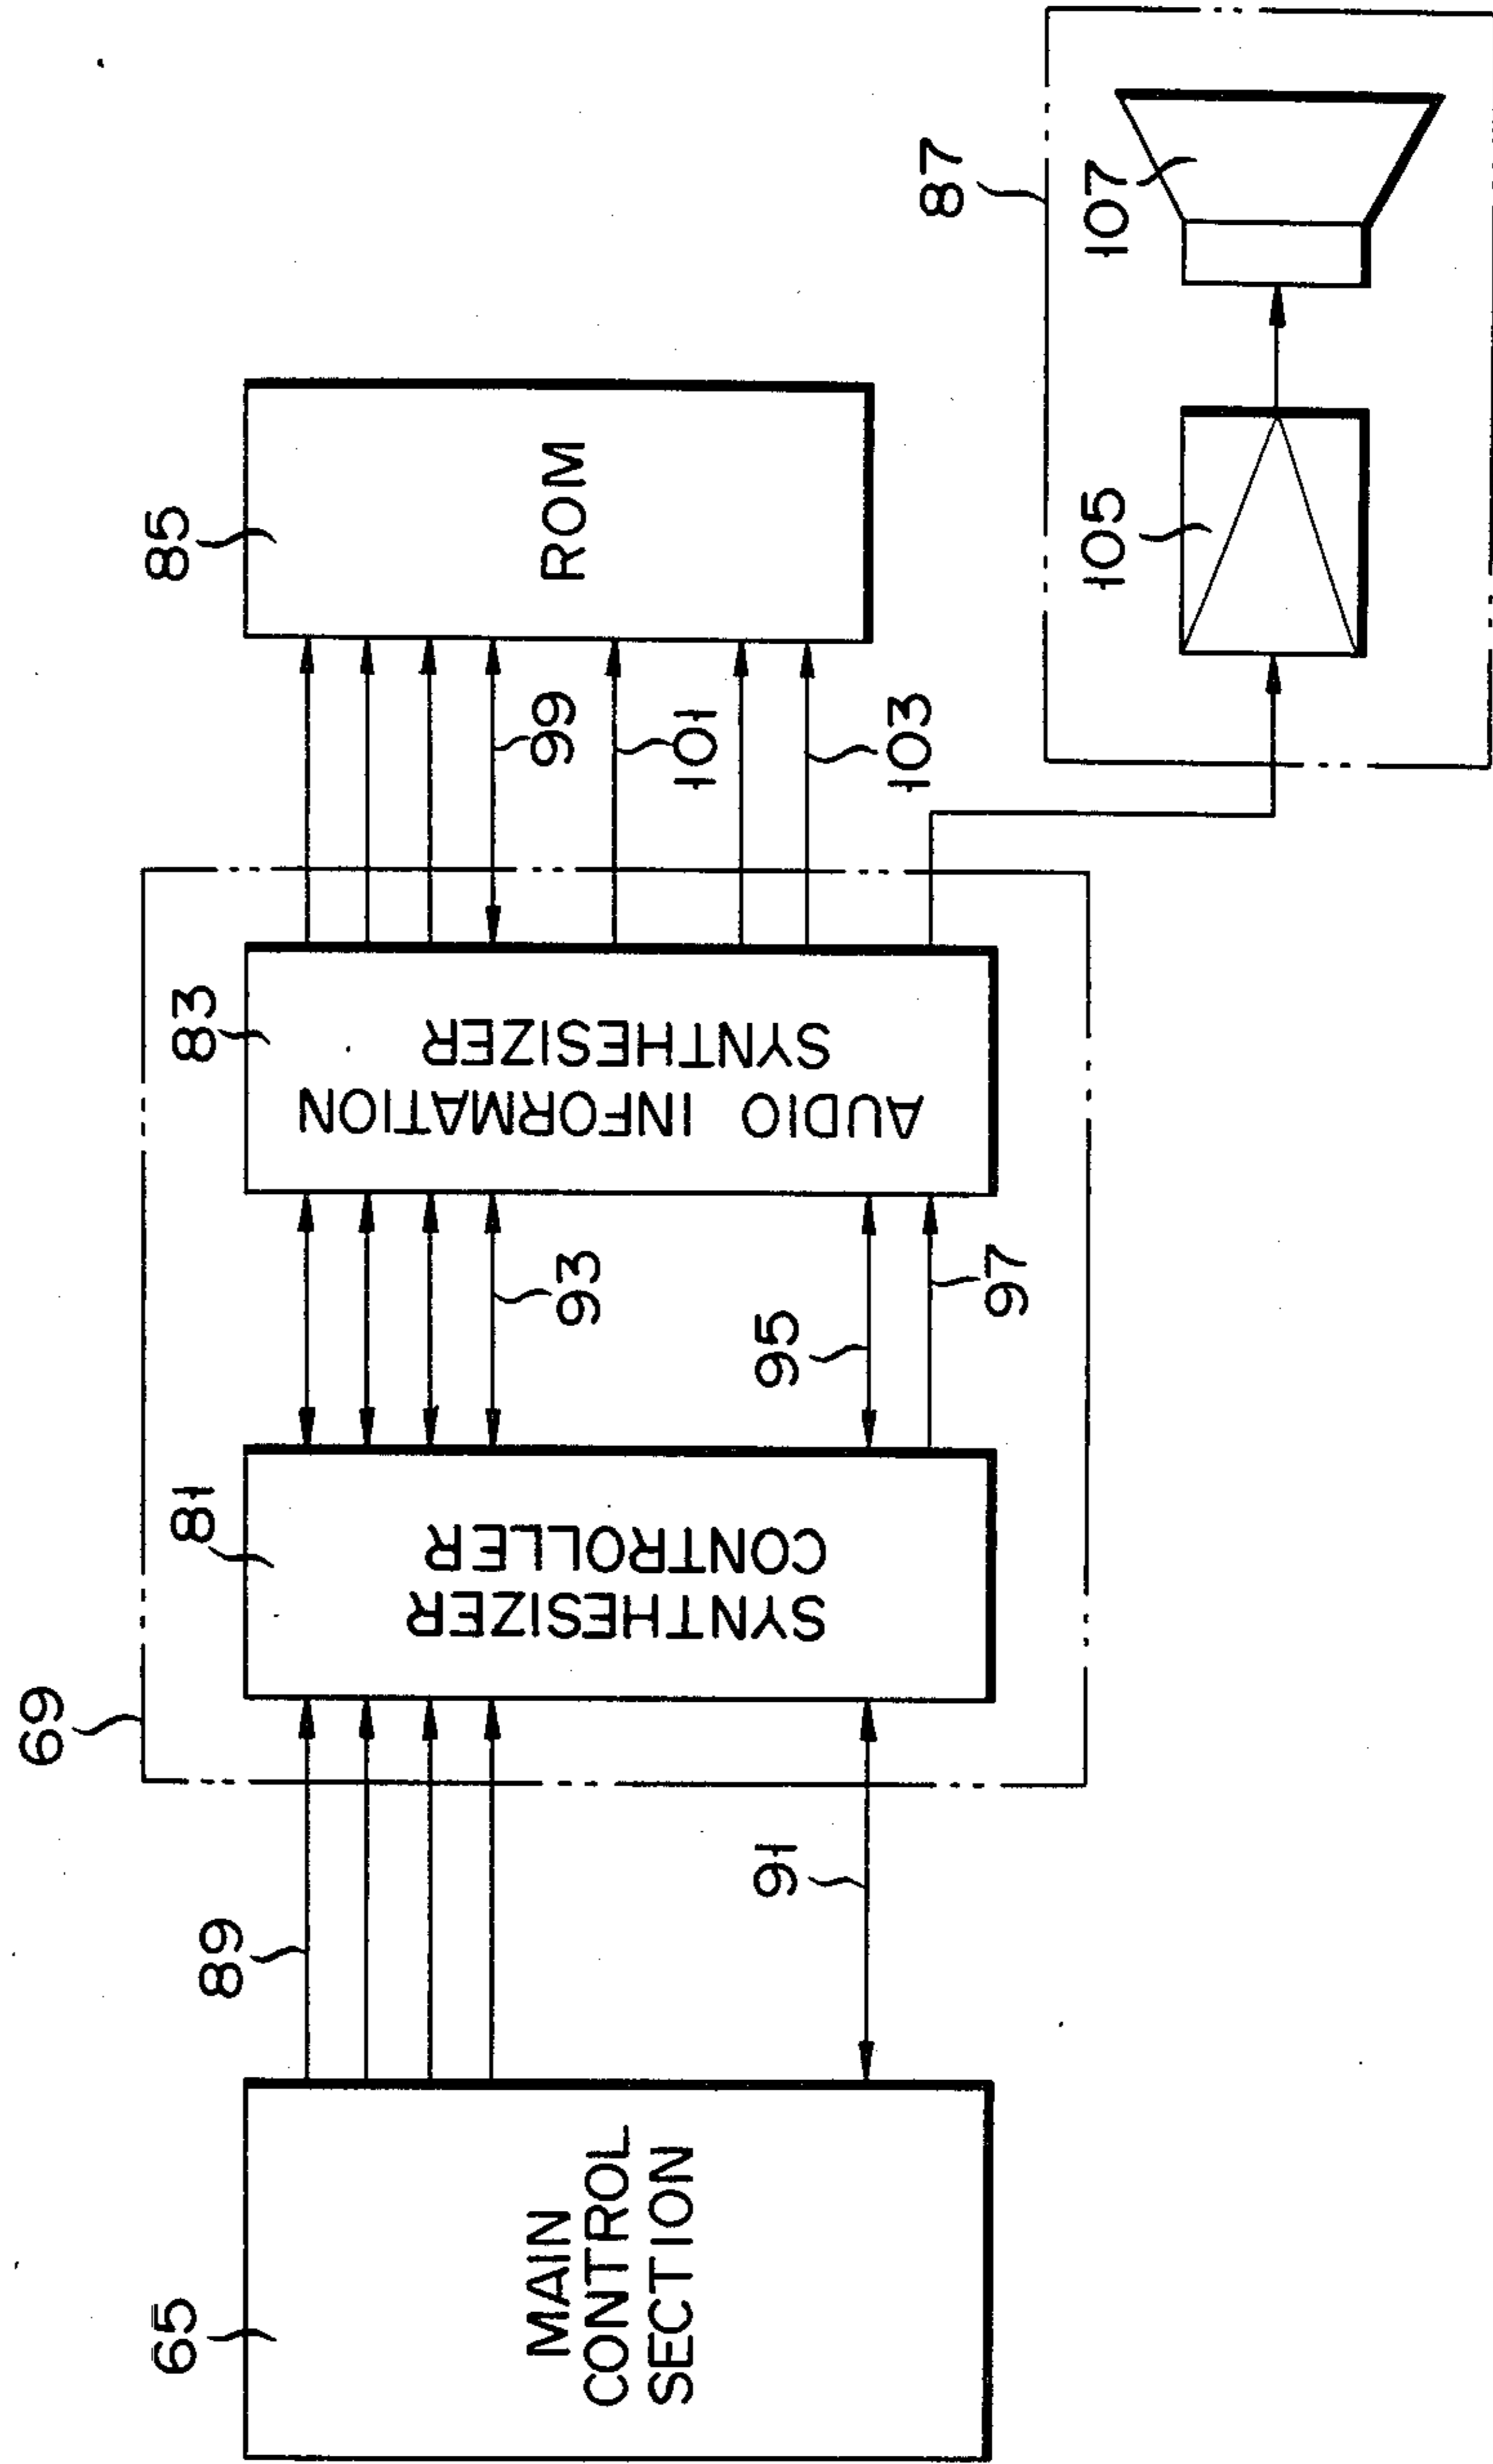 65
MAIN
CONTROL
SECTION
89
91
69
81
SYNTHESIZER
CONTROLLER
93
95
97
83
AUDIO INFORMATION
SYNTHESIZER
99
101
103
85
ROM
87
105
107